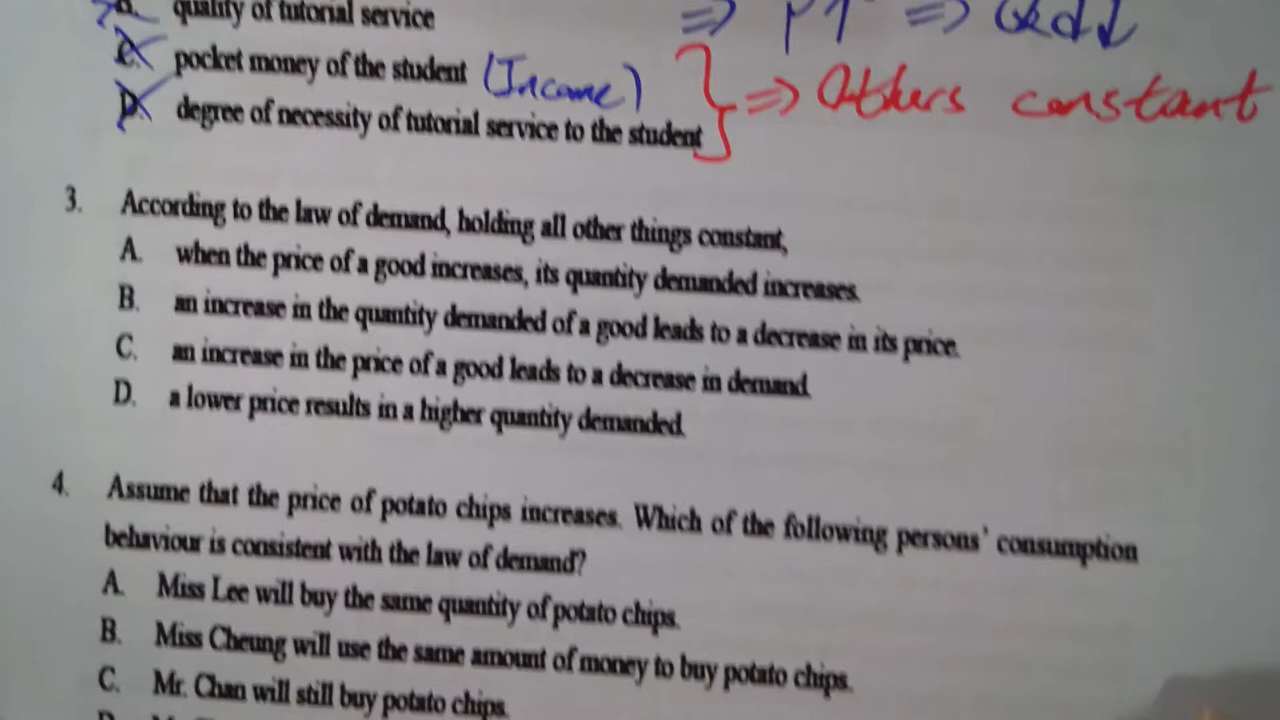 quality of tutorial service ⇒ P↑ ⇒ Qdd↓
C. pocket money of the student (Income)
D. degree of necessity of tutorial service to the student } ⇒ Others constant
3. According to the law of demand, holding all other things constant,
A. when the price of a good increases, its quantity demanded increases.
B. an increase in the quantity demanded of a good leads to a decrease in its price.
C. an increase in the price of a good leads to a decrease in demand.
D. a lower price results in a higher quantity demanded.
4. Assume that the price of potato chips increases. Which of the following persons' consumption
behaviour is consistent with the law of demand?
A. Miss Lee will buy the same quantity of potato chips.
B. Miss Cheung will use the same amount of money to buy potato chips.
C. Mr. Chan will still buy potato chips.